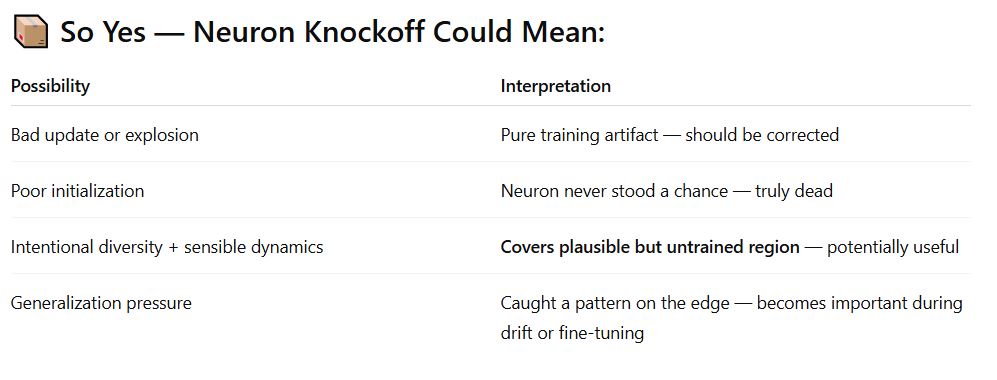 📦 So Yes — Neuron Knockoff Could Mean:
Possibility Interpretation
Bad update or explosion Pure training artifact — should be corrected
Poor initialization Neuron never stood a chance — truly dead
Intentional diversity + sensible dynamics Covers plausible but untrained region — potentially useful
Generalization pressure Caught a pattern on the edge — becomes important during
drift or fine-tuning